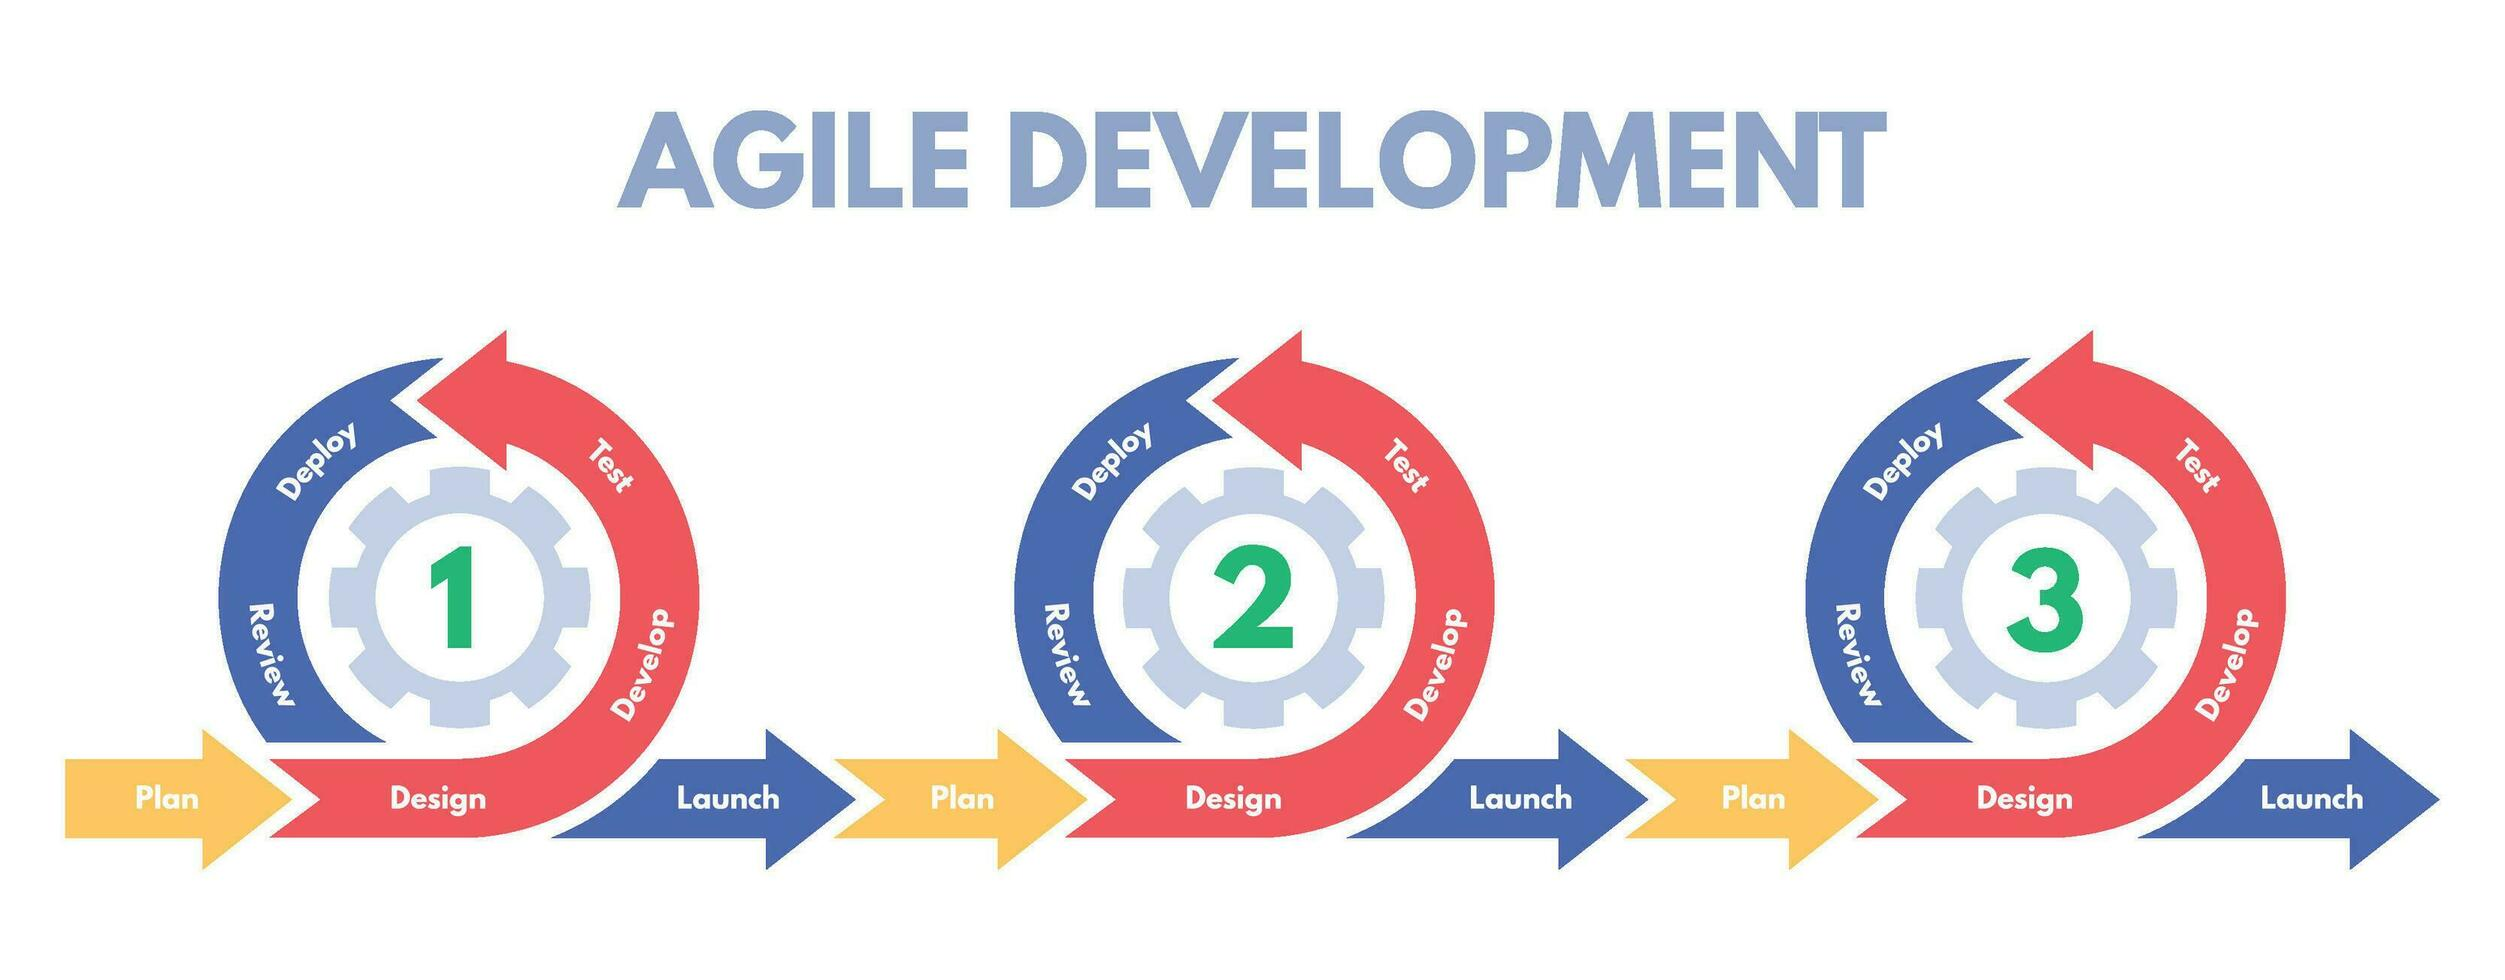 AGILE DEVELOPMENT
Plan
Design
Develop
Test
Deploy
Review
1
Launch
Plan
Design
Develop
Test
Deploy
Review
2
Launch
Plan
Design
Develop
Test
Deploy
Review
3
Launch